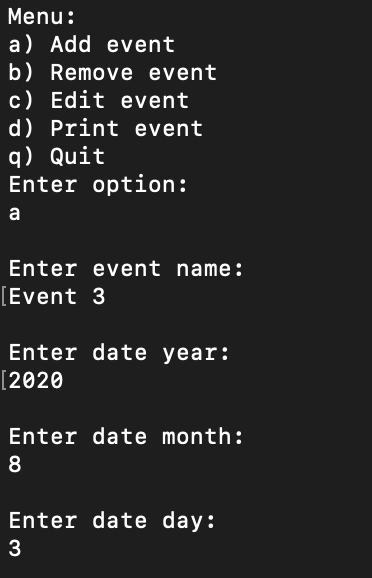 Menu:
a) Add event
b) Remove event
c) Edit event
d) Print event
q) Quit
Enter option:
a
Enter event name:
[Event 3
Enter date year:
[2020
Enter date month:
8
Enter date day:
3